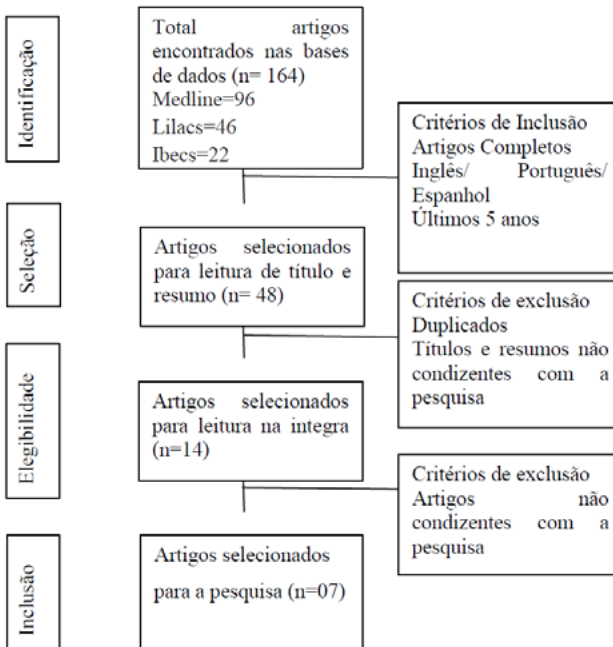 Identificação
Total artigos
encontrados nas bases
de dados (n= 164)
Medline=96
Lilacs=46
Ibecs=22
Critérios de Inclusão
Artigos Completos
Inglês/ Português/
Espanhol
Últimos 5 anos
Seleção
Artigos selecionados
para leitura de título e
resumo (n= 48)
Critérios de exclusão
Duplicados
Títulos e resumos não
condizentes com a
pesquisa
Elegibilidade
Artigos selecionados
para leitura na integra
(n=14)
Critérios de exclusão
Artigos não
condizentes com a
pesquisa
Inclusão
Artigos selecionados
para a pesquisa (n=07)